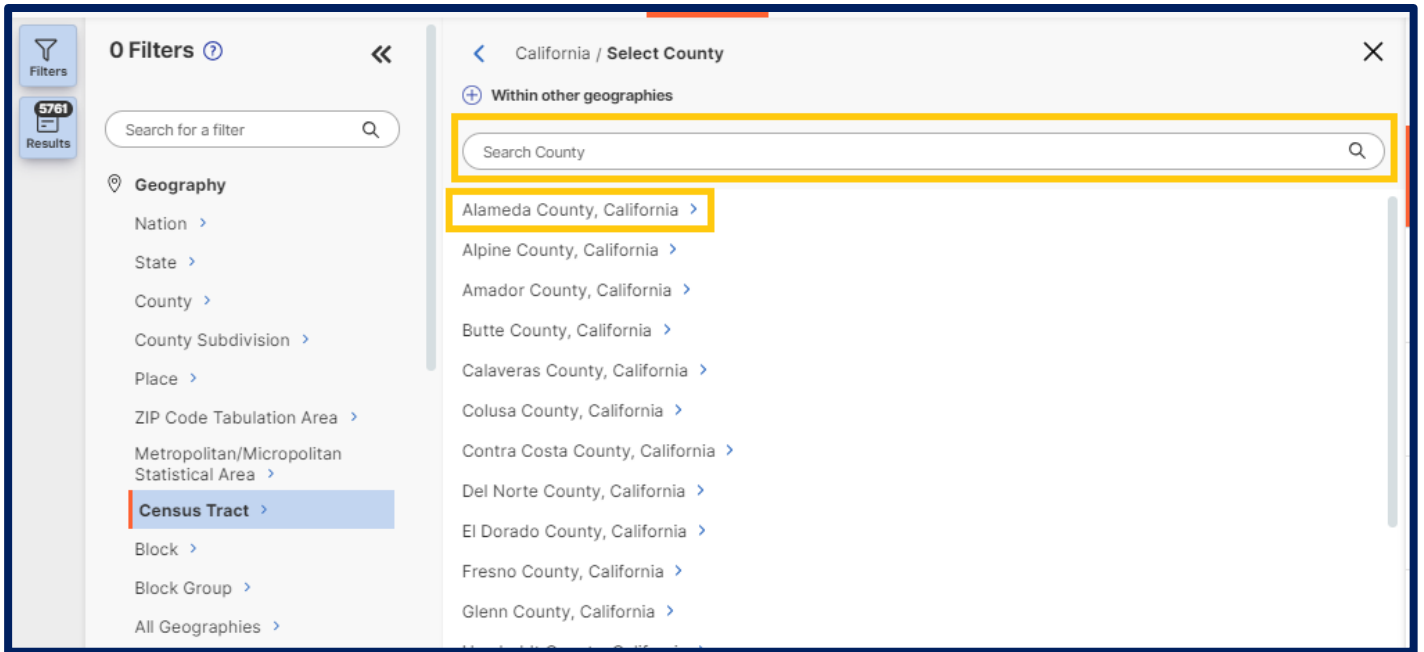 Filters
5761
Results
0 Filters ?
Search for a filter
Geography
Nation
State
County
County Subdivision
Place
ZIP Code Tabulation Area
Metropolitan/Micropolitan
Statistical Area
Census Tract
Block
Block Group
All Geographies
California / Select County
Within other geographies
Search County
Alameda County, California
Alpine County, California
Amador County, California
Butte County, California
Calaveras County, California
Colusa County, California
Contra Costa County, California
Del Norte County, California
El Dorado County, California
Fresno County, California
Glenn County, California